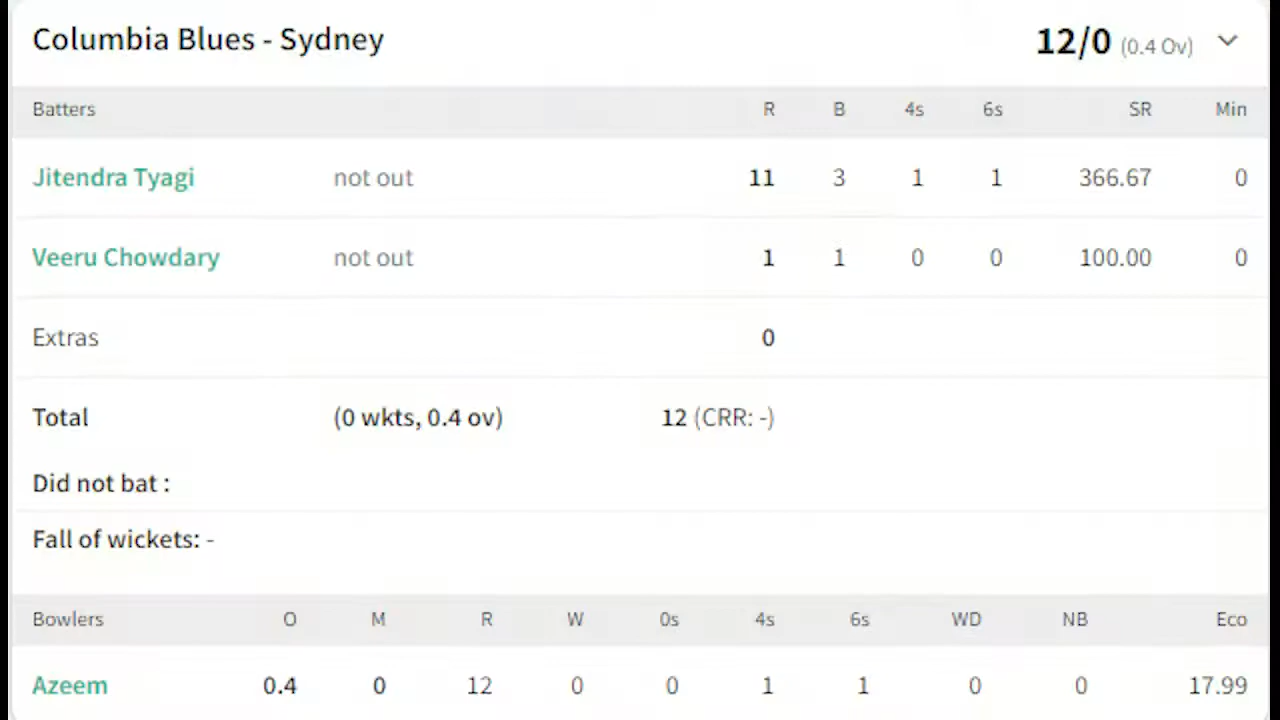 Columbia Blues - Sydney 12/0 (0.4 Ov)
Batters R B 4s 6s SR Min
Jitendra Tyagi not out 11 3 1 1 366.67 0
Veeru Chowdary not out 1 1 0 0 100.00 0
Extras 0
Total (0 wkts, 0.4 ov) 12 (CRR: -)
Did not bat :
Fall of wickets: -
Bowlers O M R W 0s 4s 6s WD NB Eco
Azeem 0.4 0 12 0 0 1 1 0 0 17.99